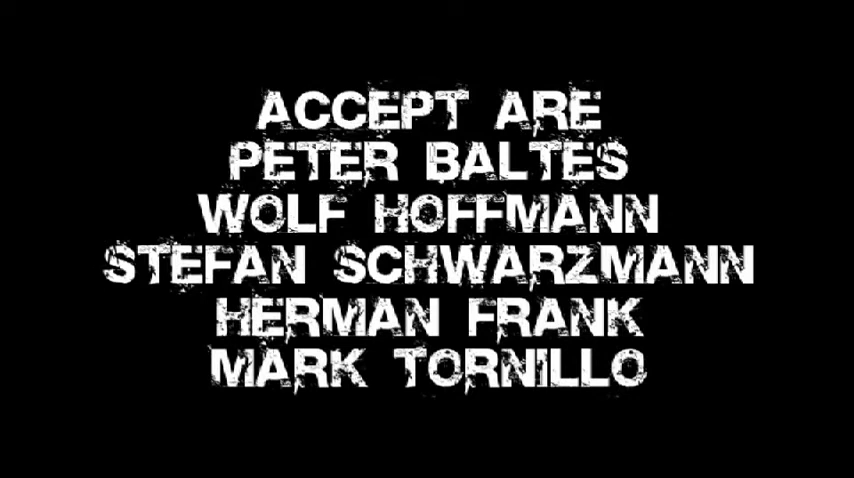 ACCEPT ARE
PETER BALTES
WOLF HOFFMANN
STEFAN SCHWARZMANN
HERMAN FRANK
MARK TORNILLO